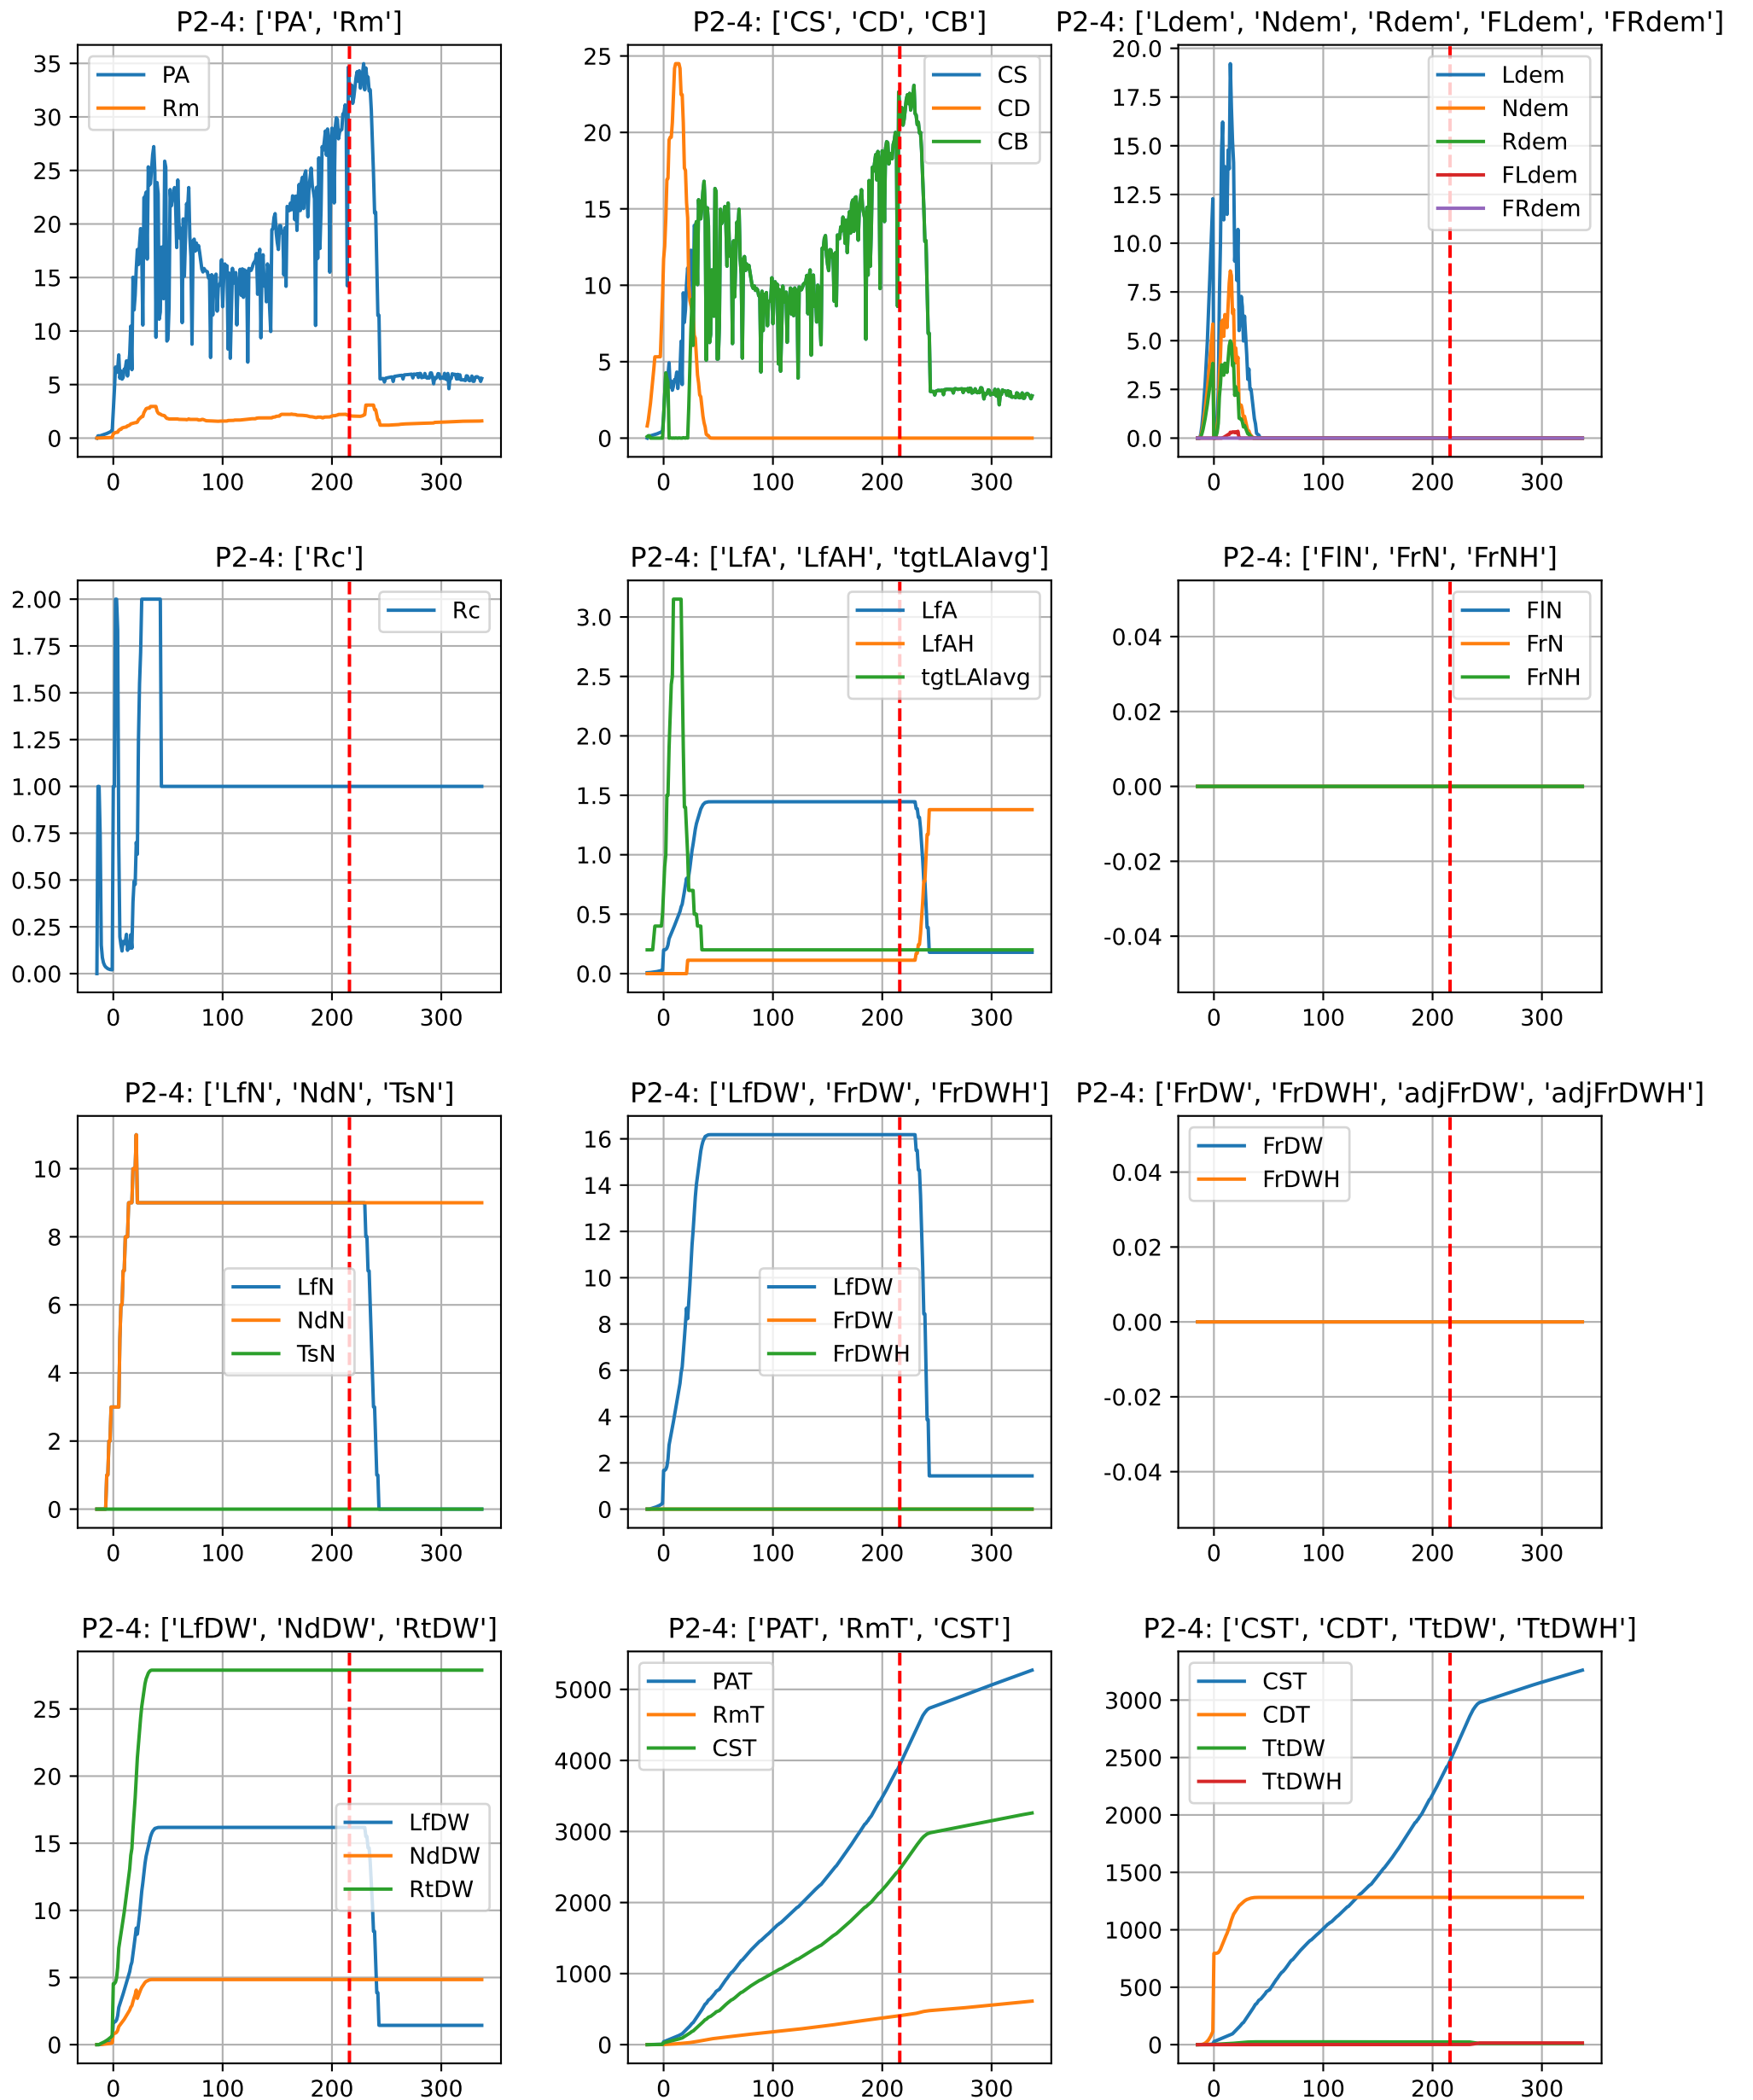 P2-4: ['PA', 'Rm']
35
30
25
20
15
10
5
0
0 100 200 300
PA
Rm
P2-4: ['CS', 'CD', 'CB']
25
20
15
10
5
0
0 100 200 300
CS
CD
CB
P2-4: ['Ldem', 'Ndem', 'Rdem', 'FLdem', 'FRdem']
20.0
17.5
15.0
12.5
10.0
7.5
5.0
2.5
0.0
0 100 200 300
Ldem
Ndem
Rdem
FLdem
FRdem
P2-4: ['Rc']
2.00
1.75
1.50
1.25
1.00
0.75
0.50
0.25
0.00
0 100 200 300
Rc
P2-4: ['LfA', 'LfAH', 'tgtLAIavg']
3.0
2.5
2.0
1.5
1.0
0.5
0.0
0 100 200 300
LfA
LfAH
tgtLAIavg
P2-4: ['FlN', 'FrN', 'FrNH']
0.04
0.02
0.00
-0.02
-0.04
0 100 200 300
FlN
FrN
FrNH
P2-4: ['LfN', 'NdN', 'TsN']
10
8
6
4
2
0
0 100 200 300
LfN
NdN
TsN
P2-4: ['LfDW', 'FrDW', 'FrDWH']
16
14
12
10
8
6
4
2
0
0 100 200 300
LfDW
FrDW
FrDWH
P2-4: ['FrDW', 'FrDWH', 'adjFrDW', 'adjFrDWH']
0.04
0.02
0.00
-0.02
-0.04
0 100 200 300
FrDW
FrDWH
P2-4: ['LfDW', 'NdDW', 'RtDW']
25
20
15
10
5
0
0 100 200 300
LfDW
NdDW
RtDW
P2-4: ['PAT', 'RmT', 'CST']
5000
4000
3000
2000
1000
0
0 100 200 300
PAT
RmT
CST
P2-4: ['CST', 'CDT', 'TtDW', 'TtDWH']
3000
2500
2000
1500
1000
500
0
0 100 200 300
CST
CDT
TtDW
TtDWH